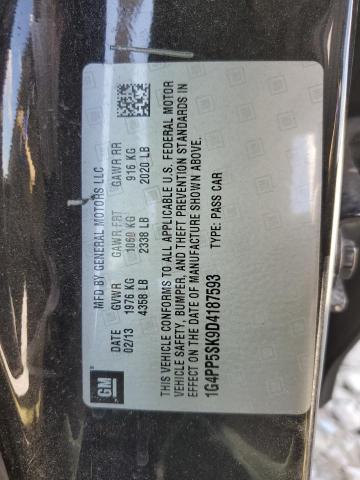 GM
MFD BY GENERAL MOTORS LLC
DATE GVWR GAWR FRT GAWR RR
02/13 1976 KG 1060 KG 916 KG
4358 LB 2338 LB 2020 LB
THIS VEHICLE CONFORMS TO ALL APPLICABLE U.S. FEDERAL MOTOR
VEHICLE SAFETY, BUMPER, AND THEFT PREVENTION STANDARDS IN
EFFECT ON THE DATE OF MANUFACTURE SHOWN ABOVE.
1G4PP5SK9D4187593 TYPE: PASS CAR